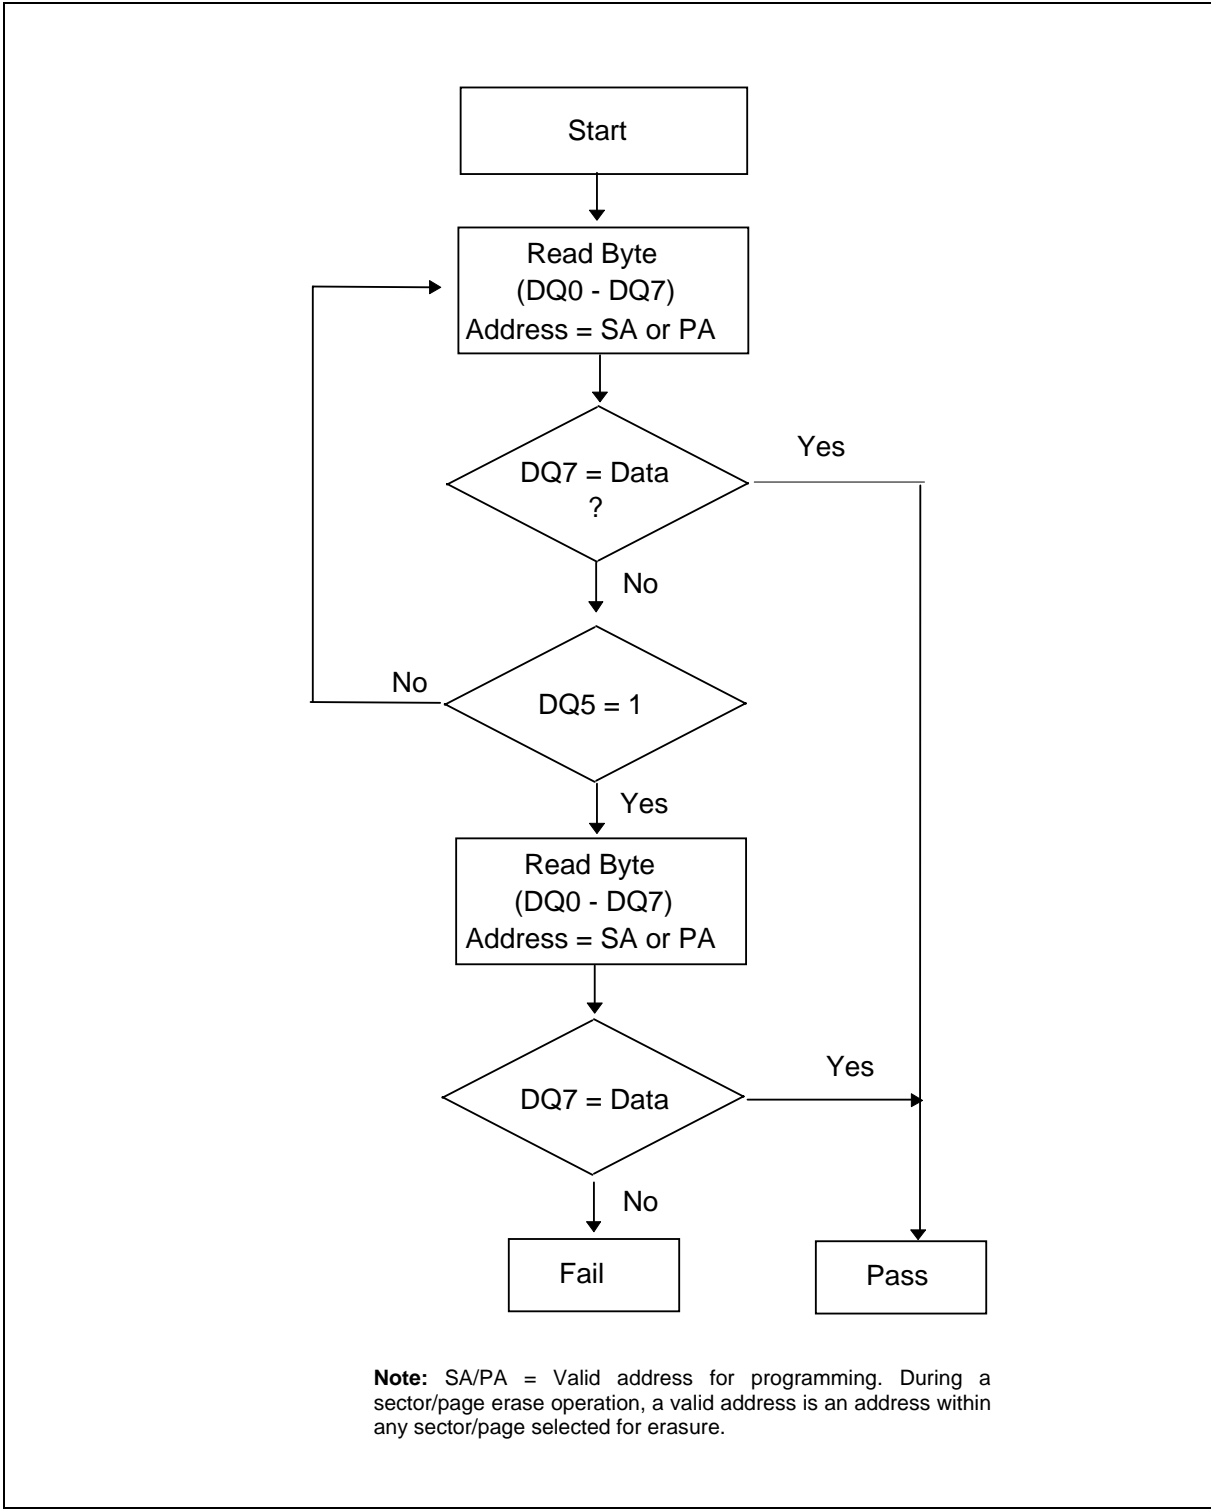 Start
Read Byte
(DQ0 - DQ7)
Address = SA or PA
Yes
DQ7 = Data
?
No
No
DQ5 = 1
Yes
Read Byte
(DQ0 - DQ7)
Address = SA or PA
Yes
DQ7 = Data
No
Fail
Pass
Note: SA/PA = Valid address for programming. During a
sector/page erase operation, a valid address is an address within
any sector/page selected for erasure.